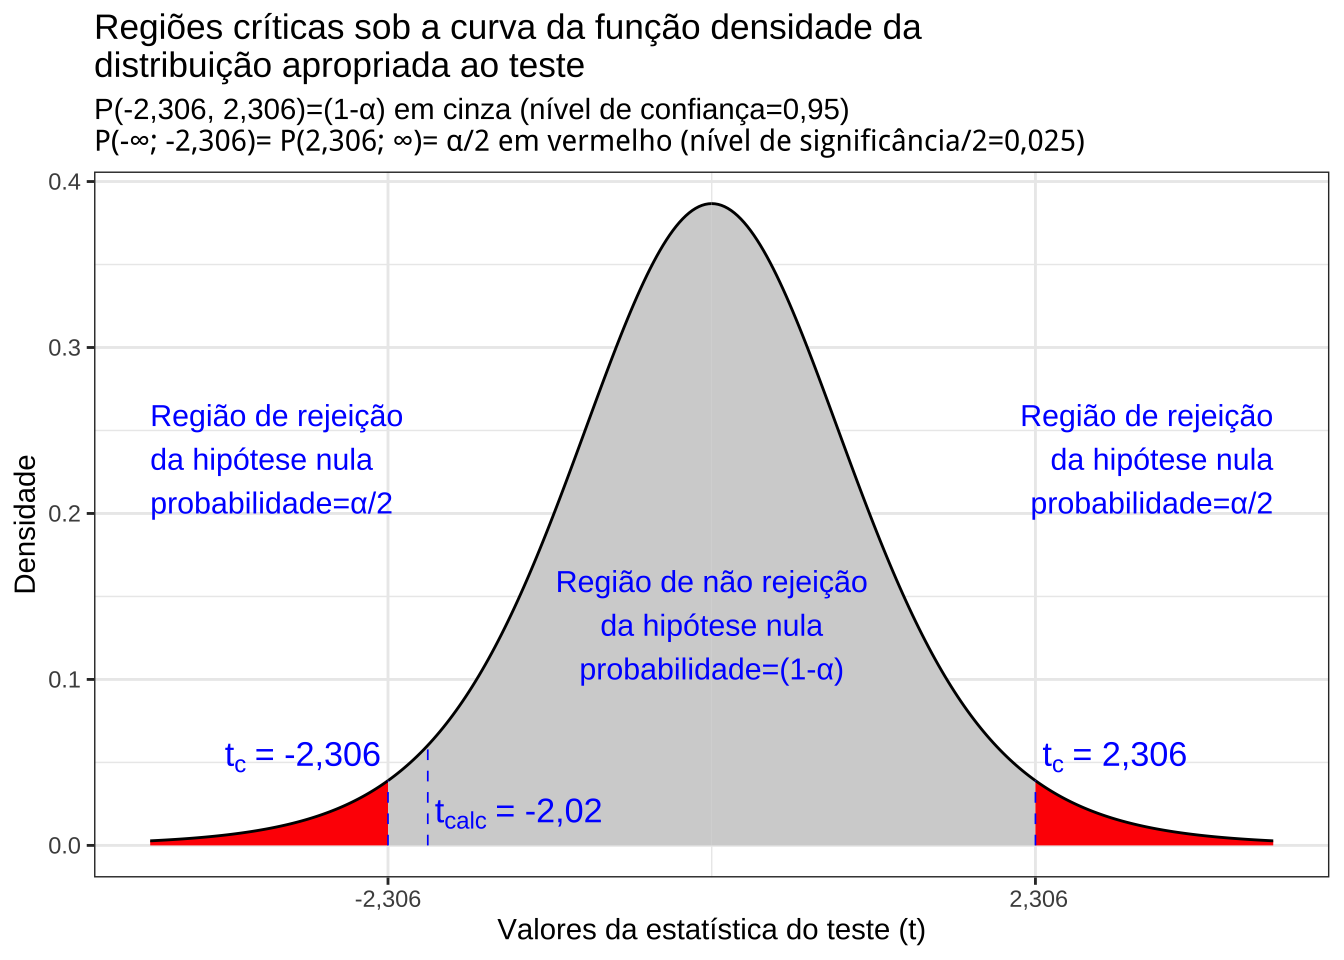 Regiões críticas sob a curva da função densidade da
distribuição apropriada ao teste
P(-2,306, 2,306)=(1-α) em cinza (nível de confiança=0,95)
P(-∞; -2,306)= P(2,306; ∞)= α/2 em vermelho (nível de significância/2=0,025)
0.4
0.3
0.2
0.1
0.0
Densidade
Região de rejeição
da hipótese nula
probabilidade=α/2
Região de rejeição
da hipótese nula
probabilidade=α/2
Região de não rejeição
da hipótese nula
probabilidade=(1-α)
tc = -2,306
tcalc = -2,02
tc = 2,306
-2,306
2,306
Valores da estatística do teste (t)